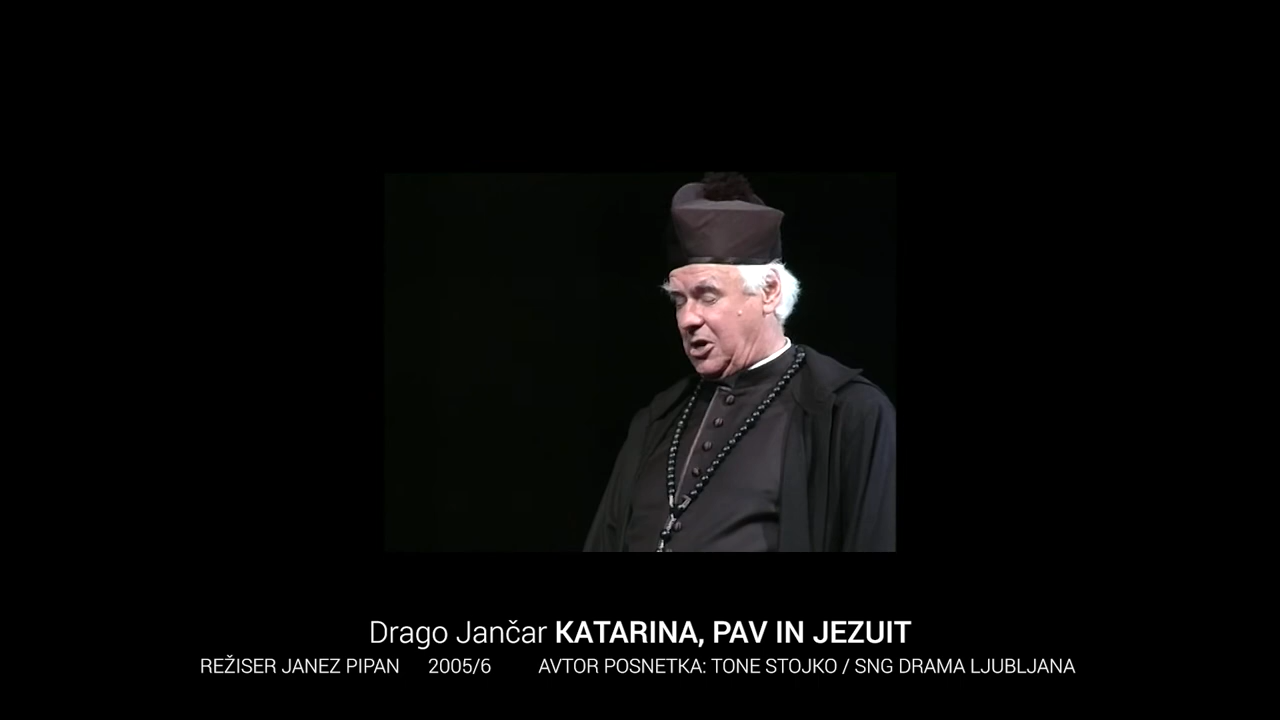 Drago Jančar KATARINA, PAV IN JEZUIT
REŽISER JANEZ PIPAN 2005/6 AVTOR POSNETKA: TONE STOJKO / SNG DRAMA LJUBLJANA